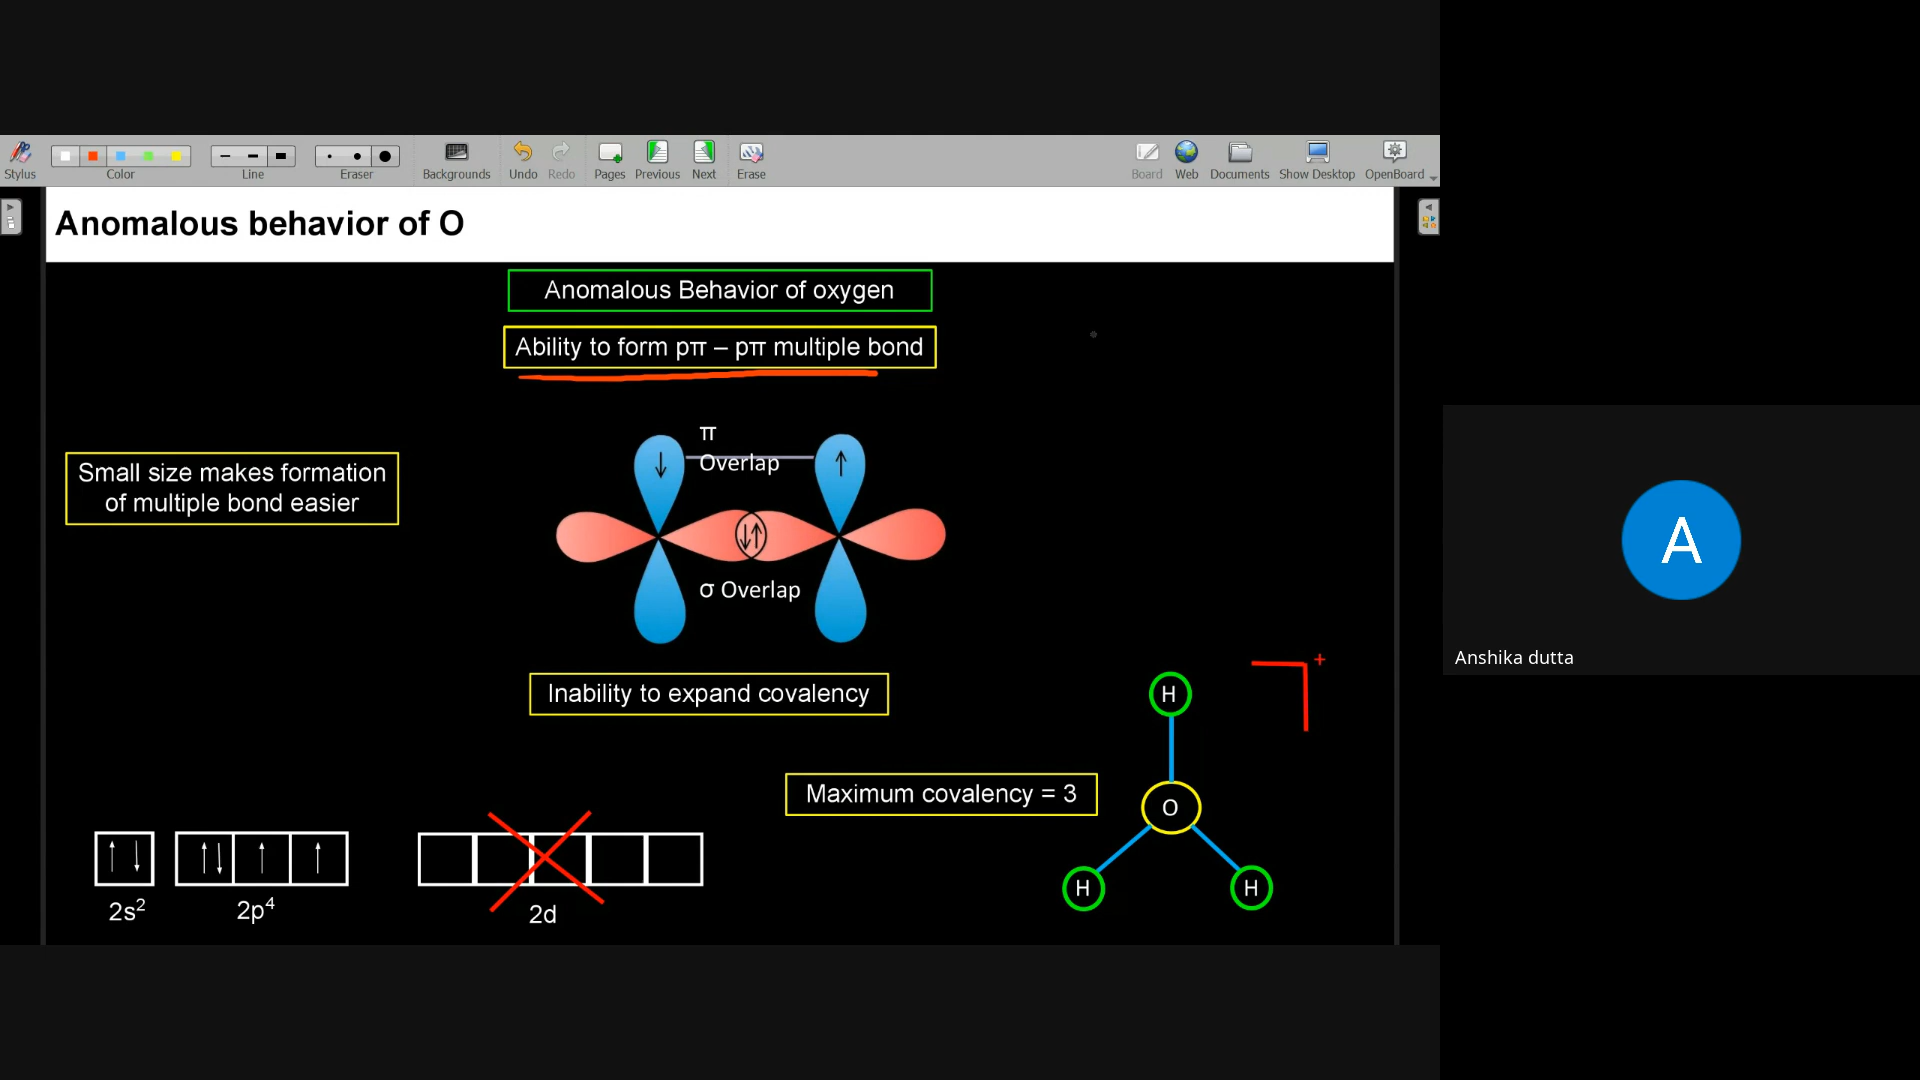 Stylus
Color
Line
Eraser
Backgrounds
Undo
Redo
Pages
Previous
Next
Erase
Board
Web
Documents
Show Desktop
OpenBoard
Anomalous behavior of O
Anomalous Behavior of oxygen
Ability to form pπ – pπ multiple bond
π
Overlap
Small size makes formation
of multiple bond easier
σ Overlap
Inability to expand covalency
Maximum covalency = 3
H
+
O
H
H
2s²
2p⁴
2d
A
Anshika dutta